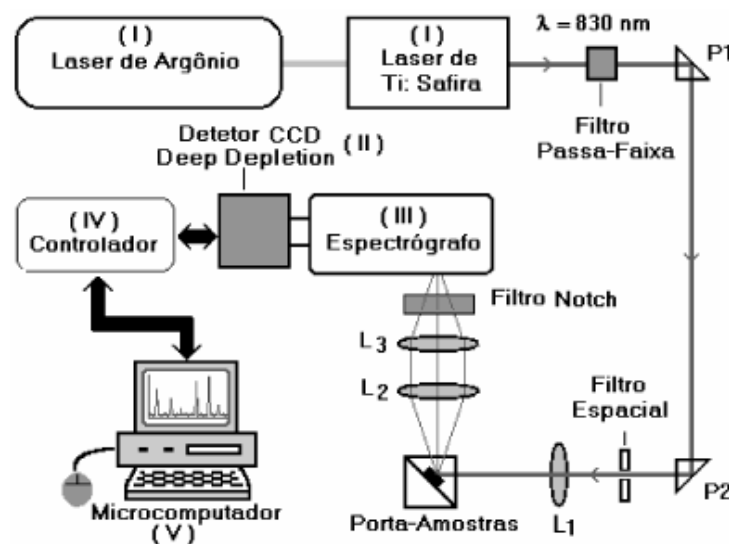 ( I )
Laser de Argônio
( I )
Laser de
Ti: Safira
λ = 830 nm
P1
Filtro
Passa-Faixa
Detetor CCD
Deep Depletion ( II )
( IV )
Controlador
( III )
Espectrógrafo
Filtro Notch
L3
L2
Filtro
Espacial
Porta-Amostras
L1
P2
Microcomputador
( V )